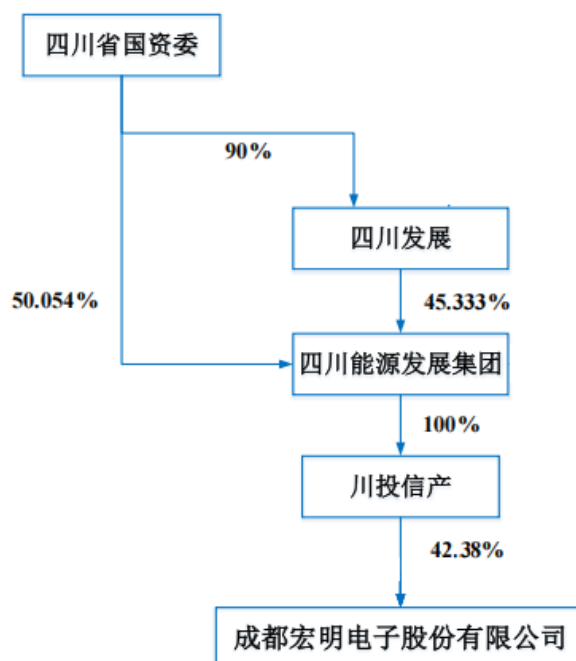 四川省国资委
90%
四川发展
50.054%
45.333%
四川能源发展集团
100%
川投信产
42.38%
成都宏明电子股份有限公司